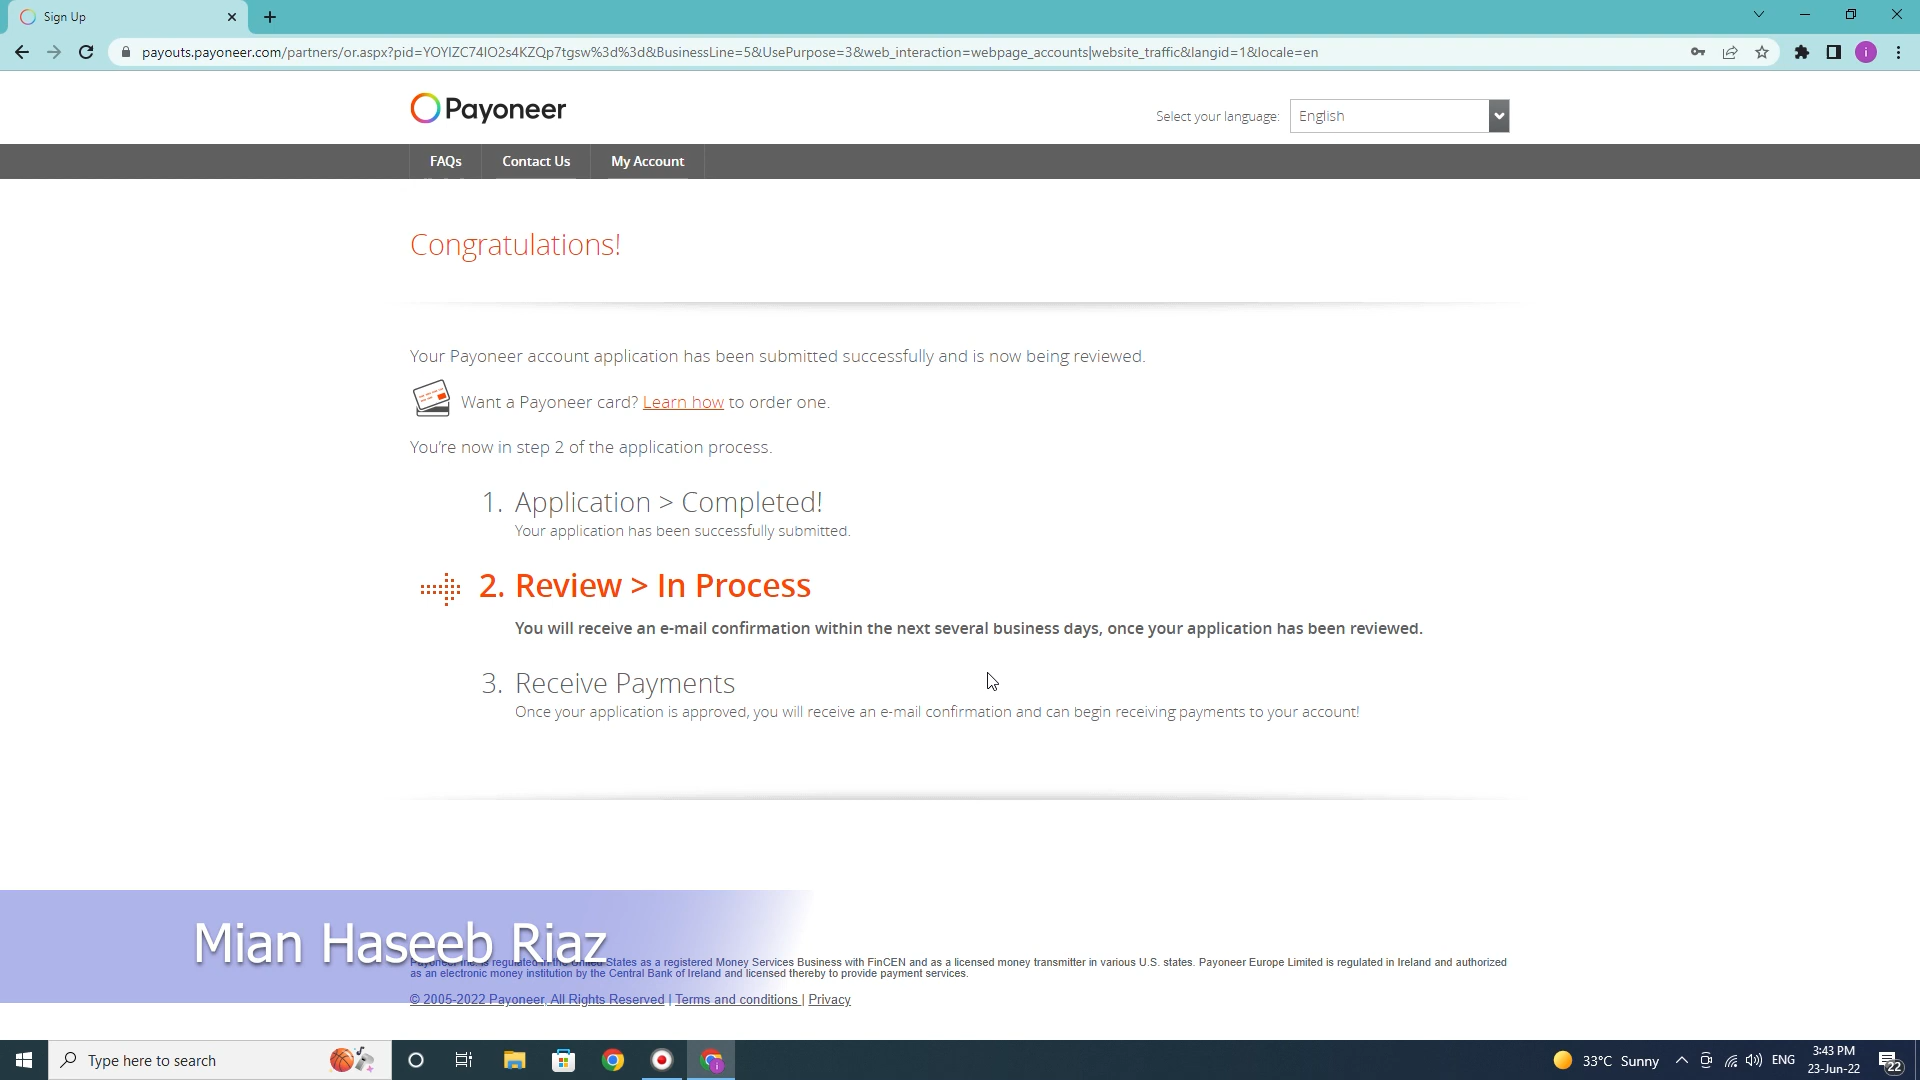 Sign Up
payouts.payoneer.com/partners/or.aspx?pid=YOYIZC74IO2s4KZQp7tgsw%3d%3d&BusinessLine=5&UsePurpose=3&web_interaction=webpage_accounts|website_traffic&langid=1&locale=en
i
Payoneer
Select your language:
English
FAQs
Contact Us
My Account
Congratulations!
Your Payoneer account application has been submitted successfully and is now being reviewed.
Want a Payoneer card? Learn how to order one.
You're now in step 2 of the application process.
1. Application > Completed!
Your application has been successfully submitted.
2. Review > In Process
You will receive an e-mail confirmation within the next several business days, once your application has been reviewed.
3. Receive Payments
Once your application is approved, you will receive an e-mail confirmation and can begin receiving payments to your account!
Mian Haseeb Riaz
Payoneer Inc. is regulated in the United States as a registered Money Services Business with FinCEN and as a licensed money transmitter in various U.S. states. Payoneer Europe Limited is regulated in Ireland and authorized
as an electronic money institution by the Central Bank of Ireland and licensed thereby to provide payment services.
© 2005-2022 Payoneer, All Rights Reserved | Terms and conditions | Privacy
Type here to search
33°C Sunny
ENG
3:43 PM
23-Jun-22
22